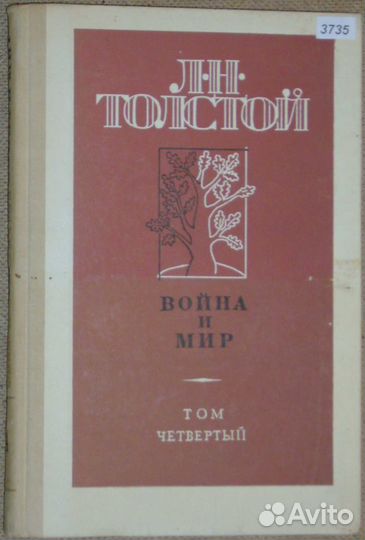 3735
Л·Н·
ТОЛСТОЙ
ВОЙНА
И
МИР
ТОМ
ЧЕТВЕРТЫЙ
Avito